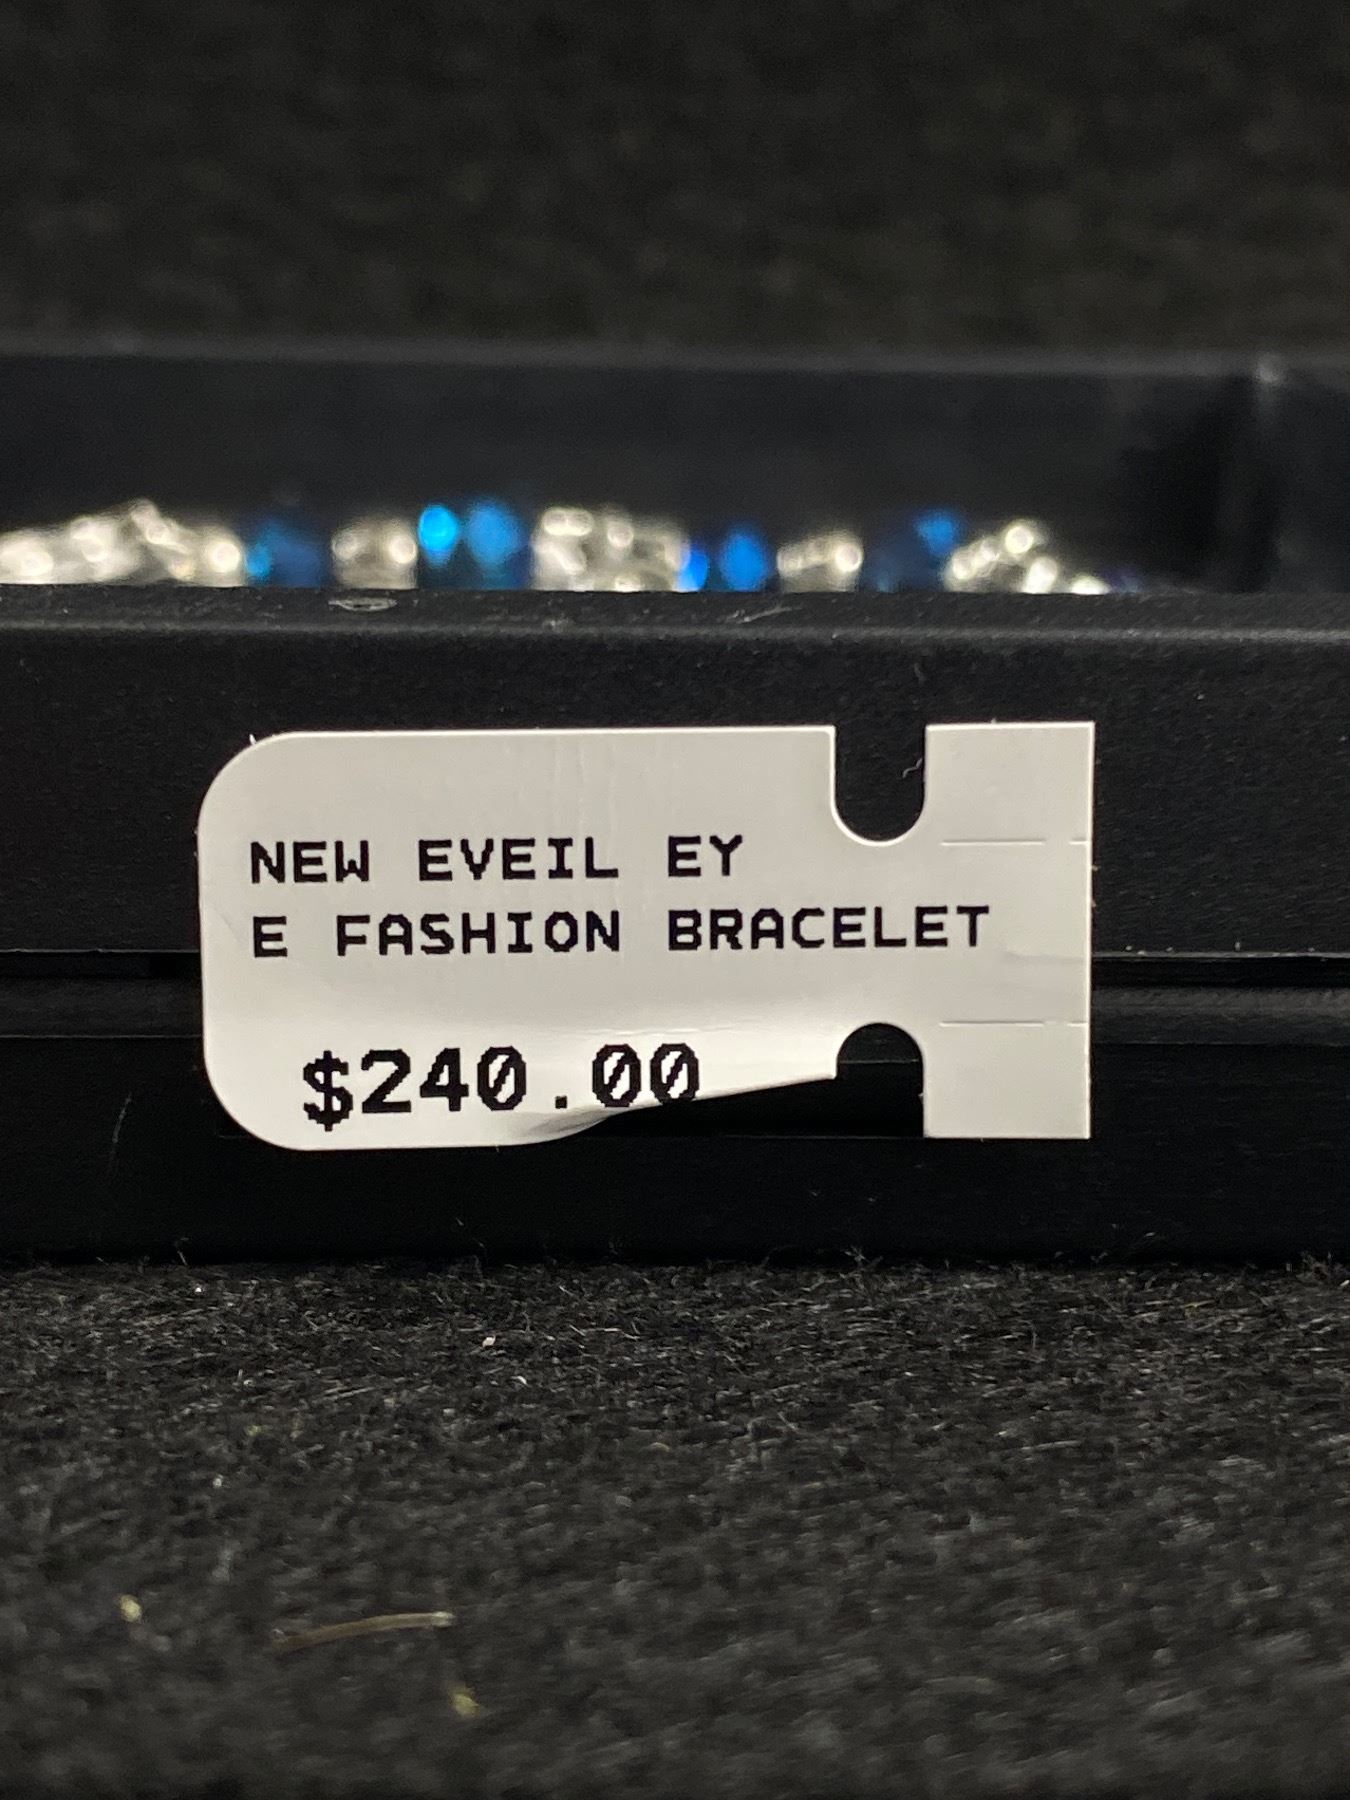 NEW EVEIL EY
E FASHION BRACELET
$240.00